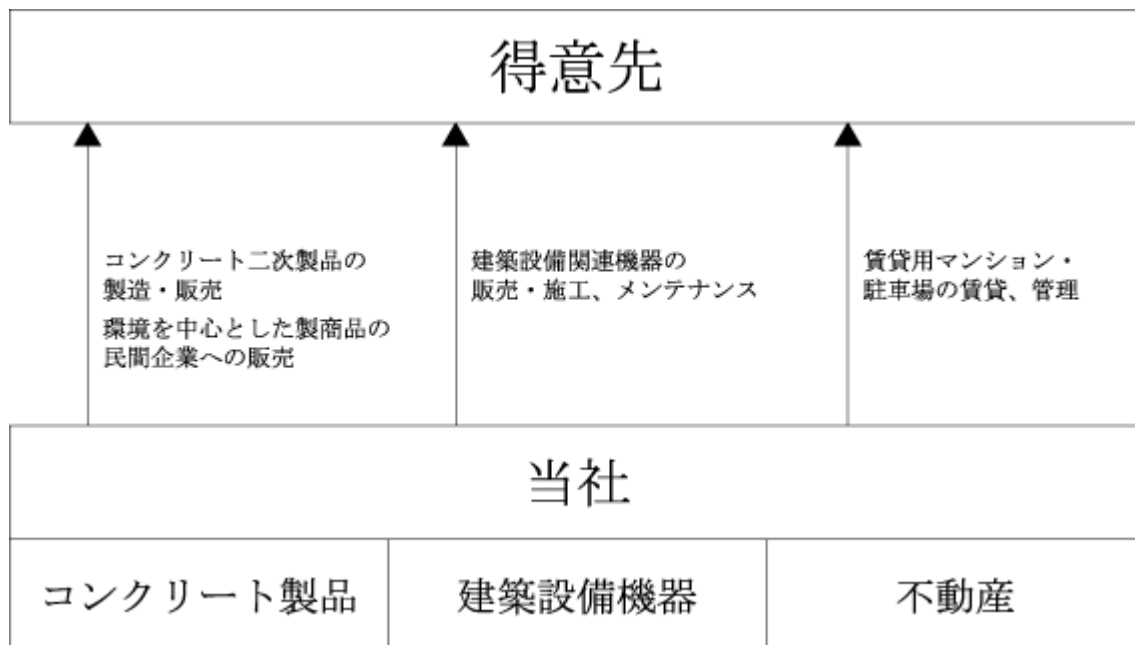 得意先
コンクリート二次製品の
製造・販売
環境を中心とした製商品の
民間企業への販売
建築設備関連機器の
販売・施工、メンテナンス
賃貸用マンション・
駐車場の賃貸、管理
当社
コンクリート製品
建築設備機器
不動産